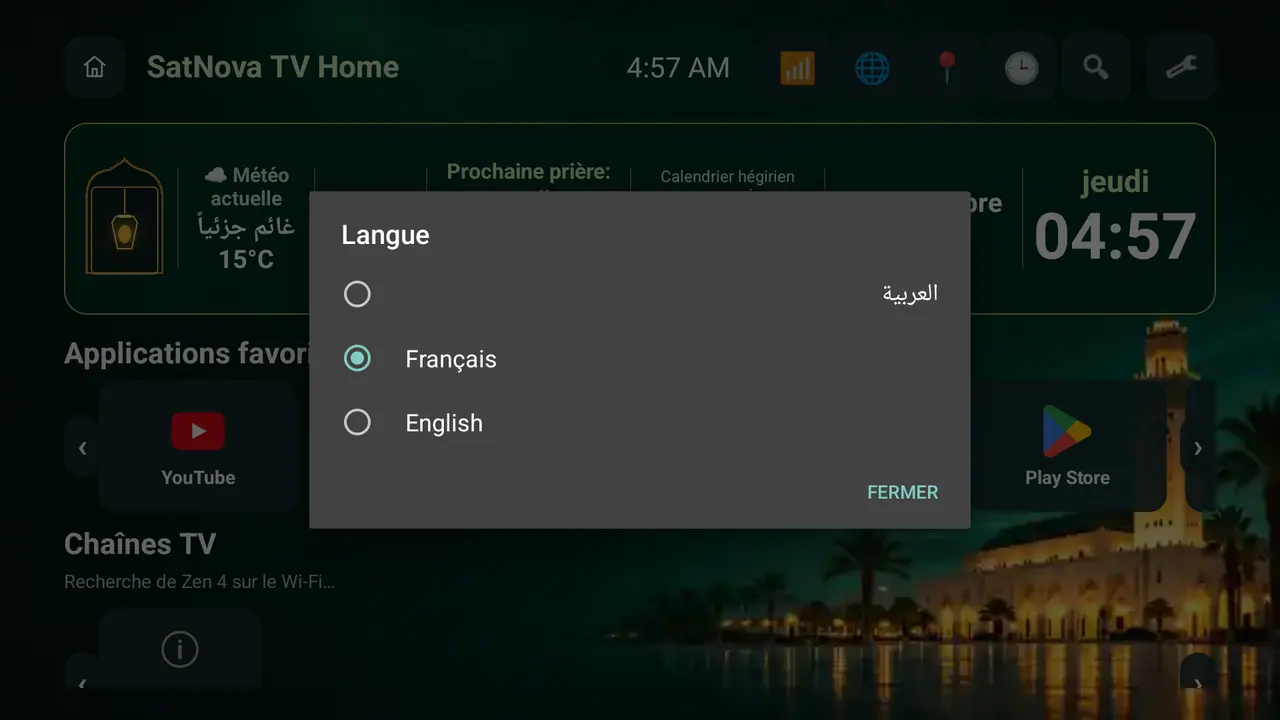 SatNova TV Home
4:57 AM
Météo
actuelle
غائم جزئياً
15°C
Prochaine prière:
Calendrier hégirien
bre
jeudi
04:57
Langue
العربية
Français
English
FERMER
Applications favori
YouTube
Play Store
Chaînes TV
Recherche de Zen 4 sur le Wi-Fi...